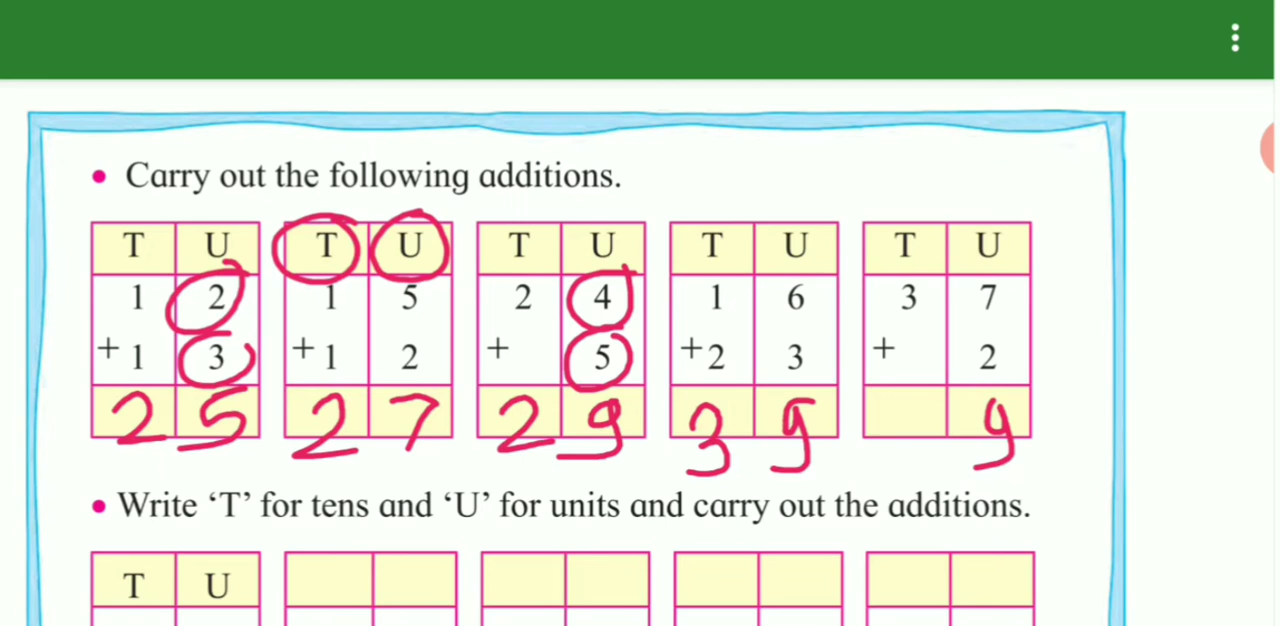 • Carry out the following additions.
T U T U T U T U T U
1 2 1 5 2 4 1 6 3 7
+ 1 3 + 1 2 + 5 + 2 3 + 2
2 5 2 7 2 9 3 9 9
• Write ‘T’ for tens and ‘U’ for units and carry out the additions.
T U